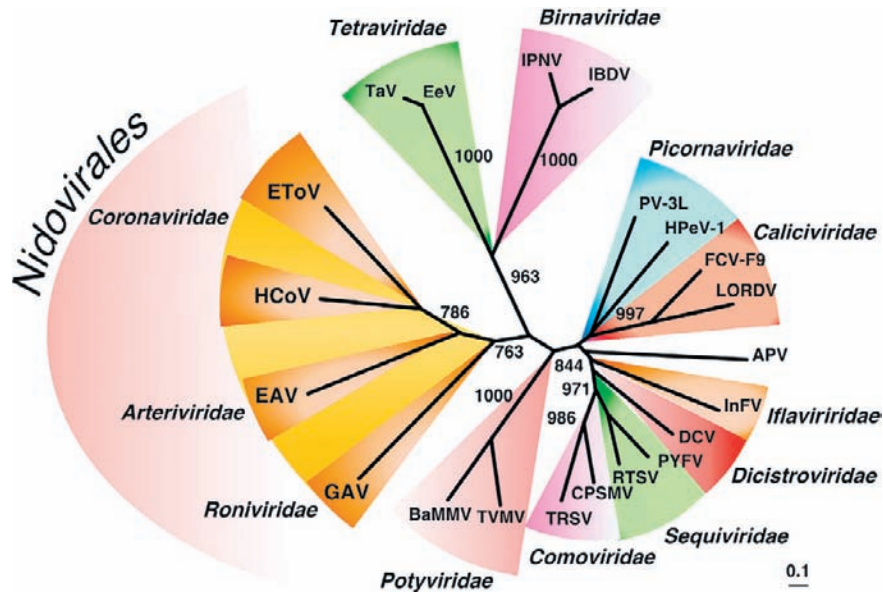 Tetraviridae
Birnaviridae
IPNV
IBDV
TaV
EeV
1000
1000
Nidovirales
Coronaviridae
EToV
HCoV
786
963
Picornaviridae
PV-3L
HPeV-1
Caliciviridae
FCV-F9
LORDV
997
APV
763
844
Arteriviridae
EAV
1000
971
986
InFV
Iflaviriridae
DCV
PYFV
Dicistroviridae
RTSV
CPSMV
TRSV
Roniviridae
GAV
BaMMV
TVMV
Sequiviridae
Comoviridae
Potyviridae
0.1